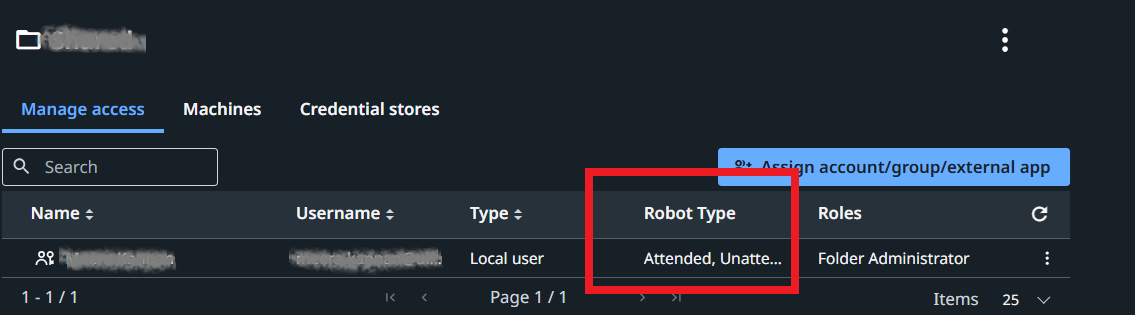 Manage access Machines Credential stores
Search
Assign account/group/external app
Name Username Type Robot Type Roles
Local user Attended, Unatte... Folder Administrator
1 - 1 / 1 Page 1 / 1 Items 25